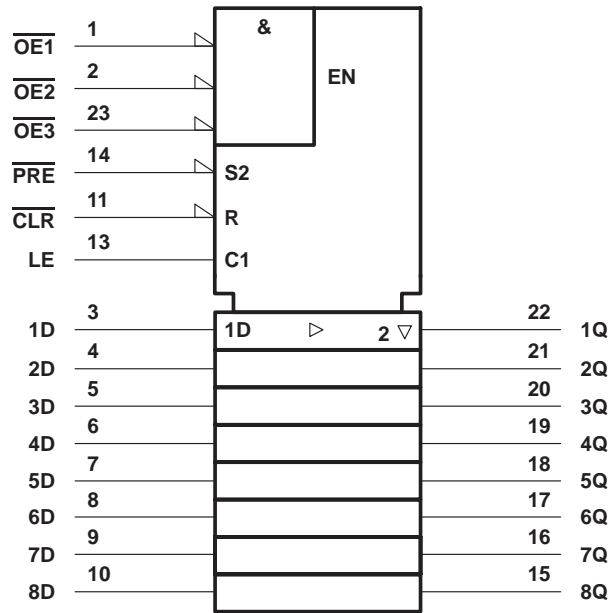 1 &
OE1
2 EN
OE2
23
OE3
14
PRE S2
11
CLR R
13
LE C1
3 22
1D 1D 2 1Q
4 21
2D 2Q
5 20
3D 3Q
6 19
4D 4Q
7 18
5D 5Q
8 17
6D 6Q
9 16
7D 7Q
10 15
8D 8Q